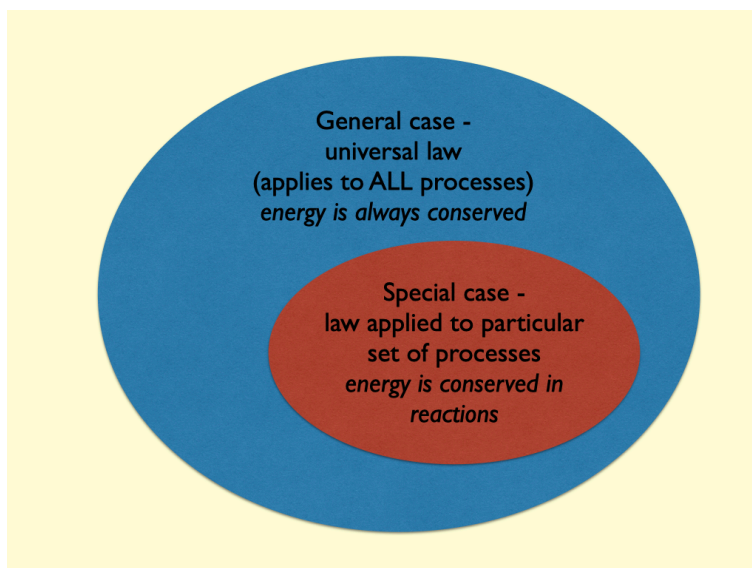 General case -
universal law
(applies to ALL processes)
energy is always conserved
Special case -
law applied to particular
set of processes
energy is conserved in
reactions